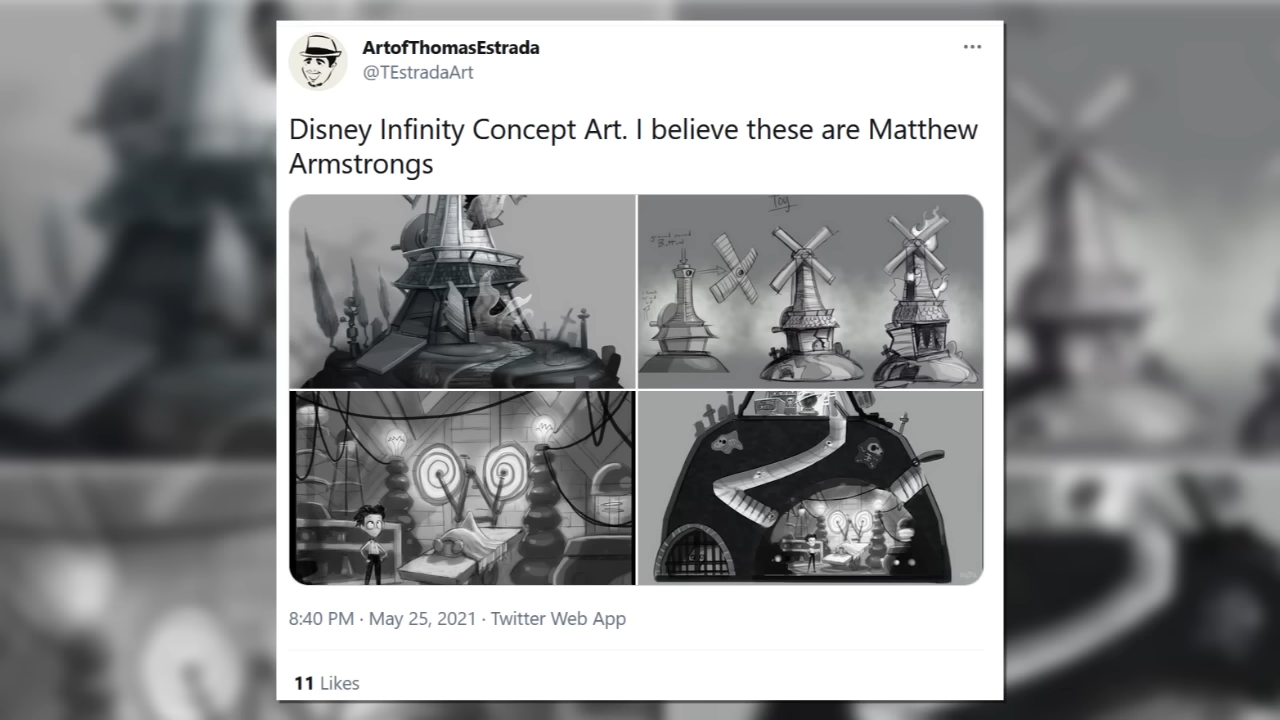 ArtofThomasEstrada
@TEstradaArt
Disney Infinity Concept Art. I believe these are Matthew
Armstrongs
Toy
8:40 PM · May 25, 2021 · Twitter Web App
11 Likes